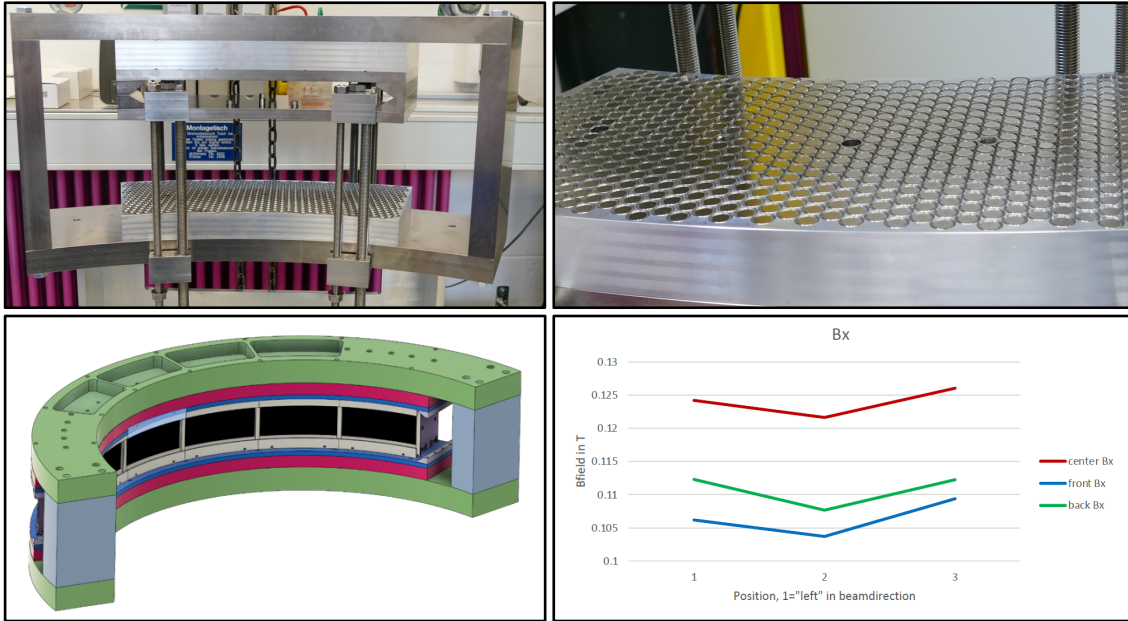 Montagetisch
Bx
0.13
0.125
0.12
0.115
0.11
0.105
0.1
Bfield in T
1
2
3
Position, 1="left" in beamdirection
center Bx
front Bx
back Bx